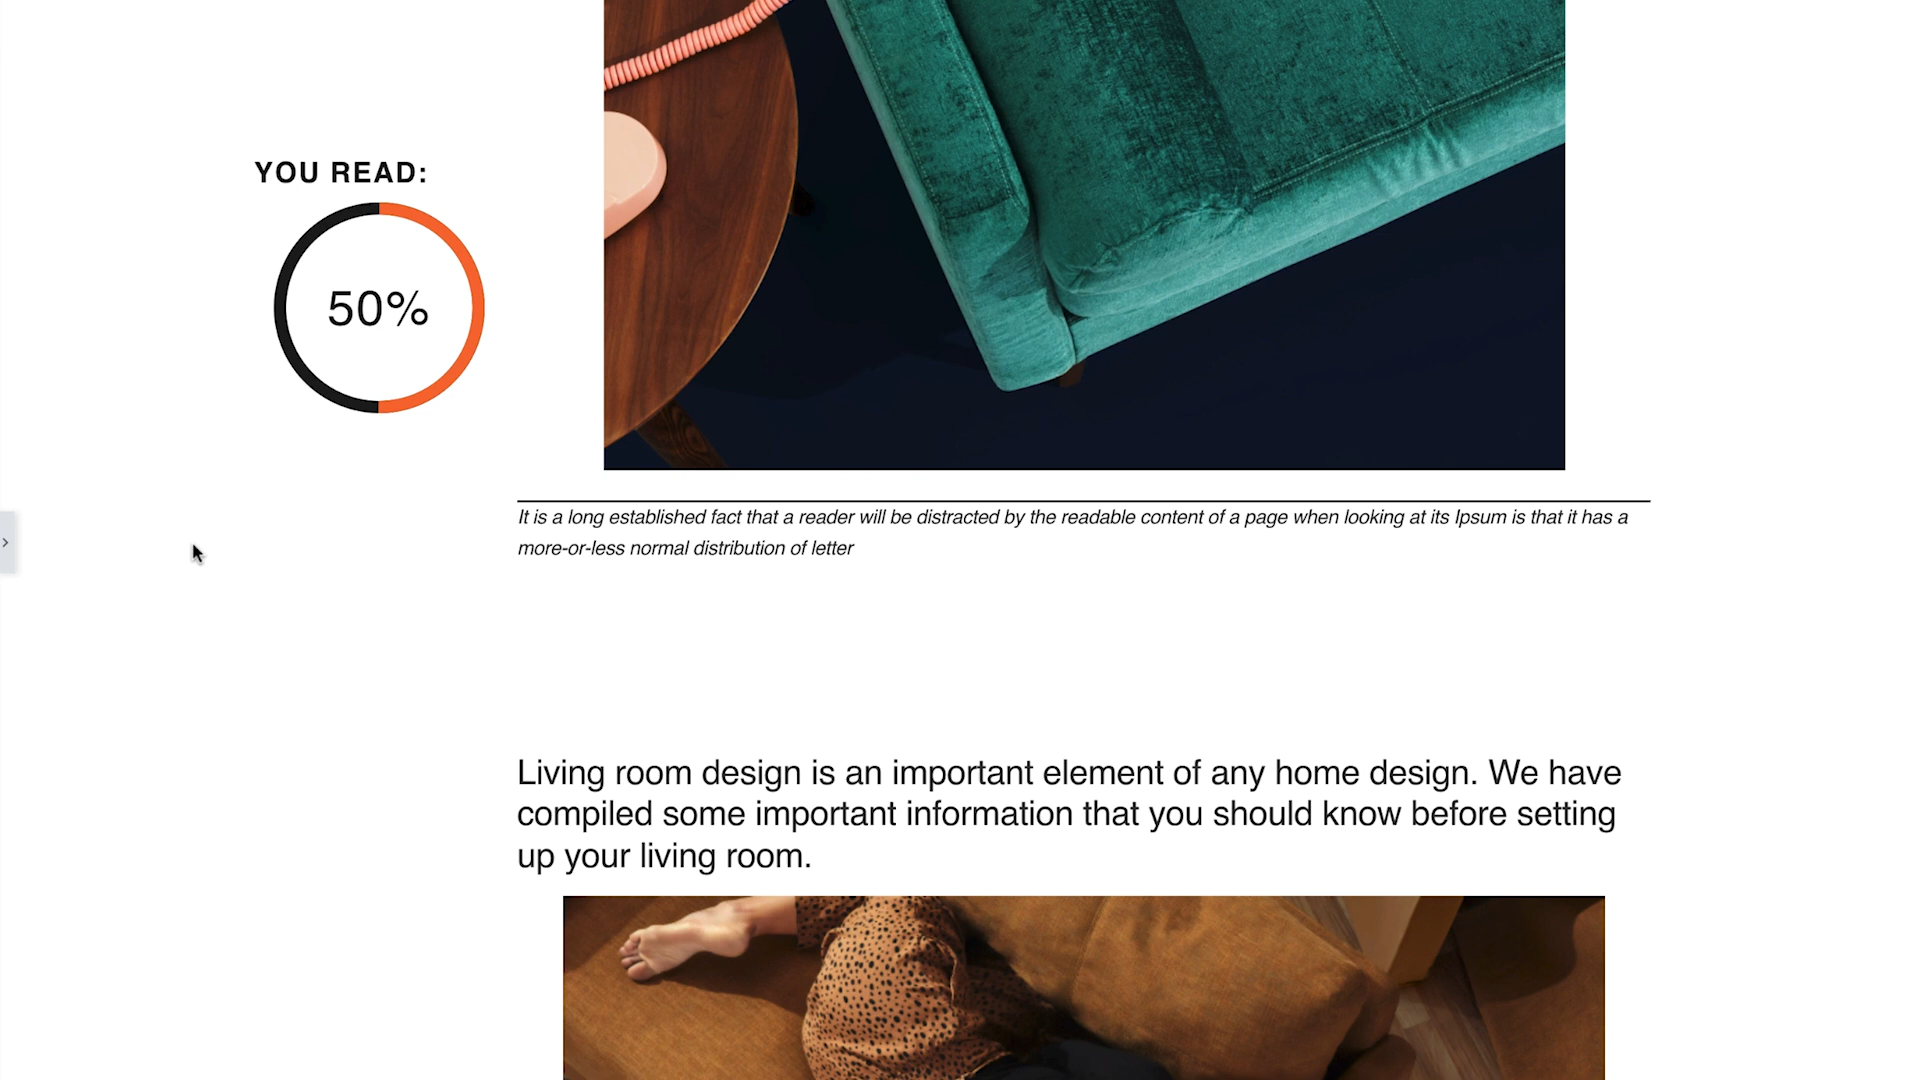 YOU READ:
50%
It is a long established fact that a reader will be distracted by the readable content of a page when looking at its Ipsum is that it has a
more-or-less normal distribution of letter
Living room design is an important element of any home design. We have
compiled some important information that you should know before setting
up your living room.